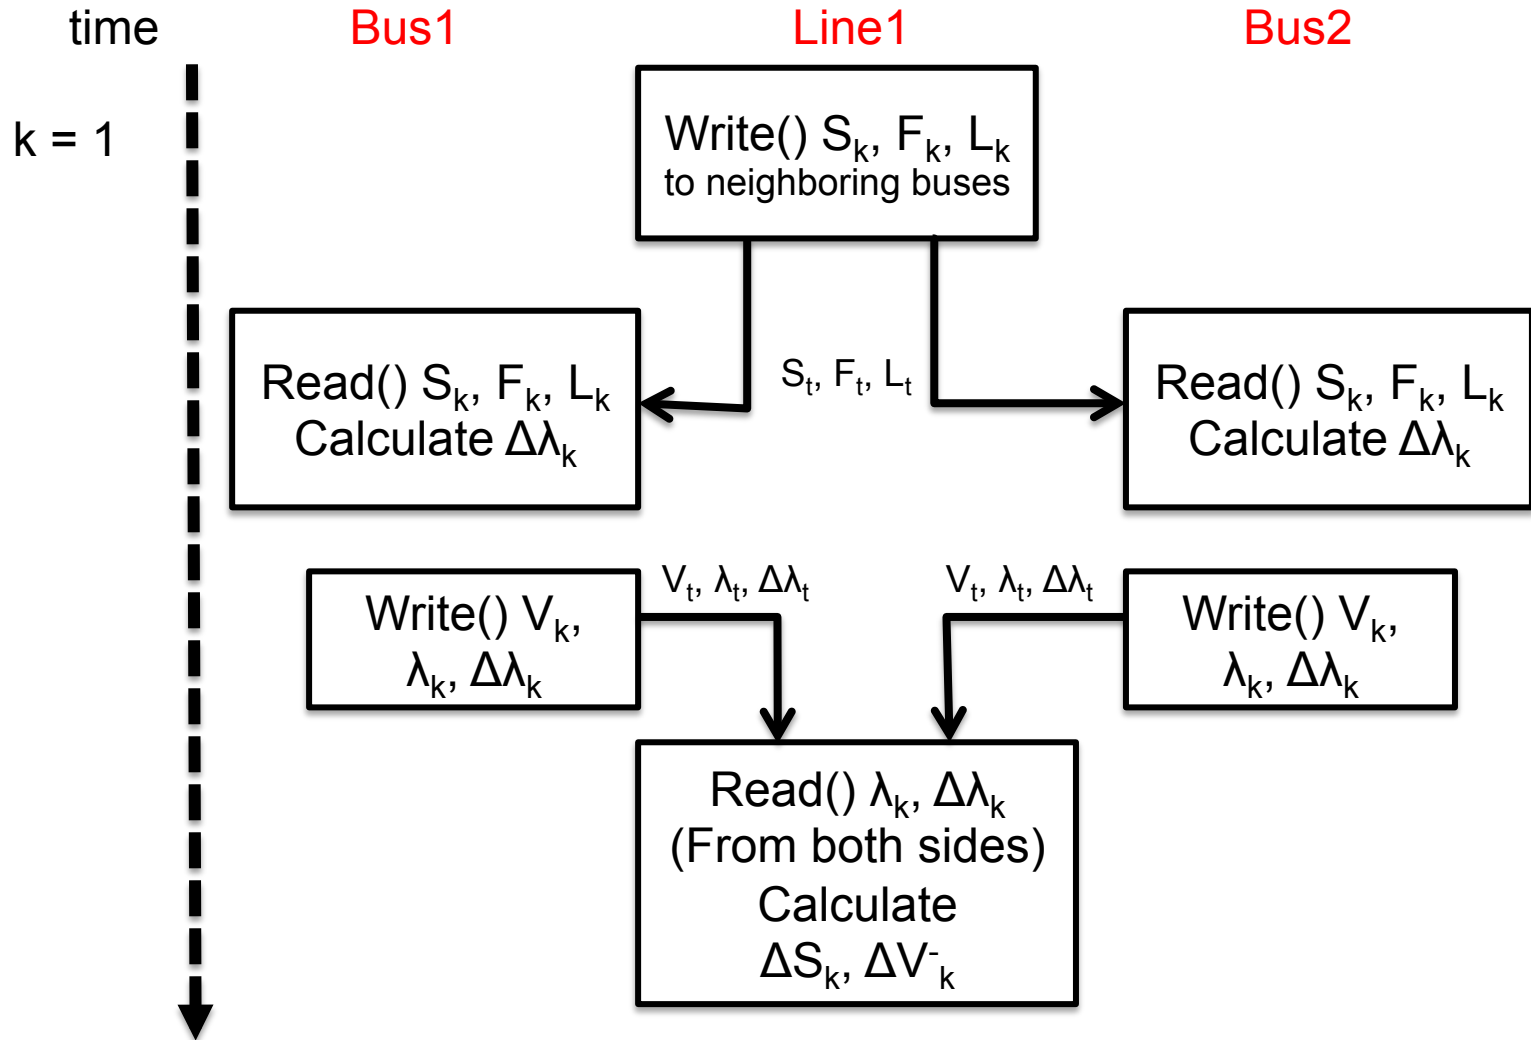 time Bus1 Line1 Bus2
k = 1
Write() Sₖ, Fₖ, Lₖ
to neighboring buses
Sₜ, Fₜ, Lₜ
Read() Sₖ, Fₖ, Lₖ
Calculate Δλₖ
Read() Sₖ, Fₖ, Lₖ
Calculate Δλₖ
Vₜ, λₜ, Δλₜ
Vₜ, λₜ, Δλₜ
Write() Vₖ,
λₖ, Δλₖ
Write() Vₖ,
λₖ, Δλₖ
Read() λₖ, Δλₖ
(From both sides)
Calculate
ΔSₖ, ΔV⁻ₖ